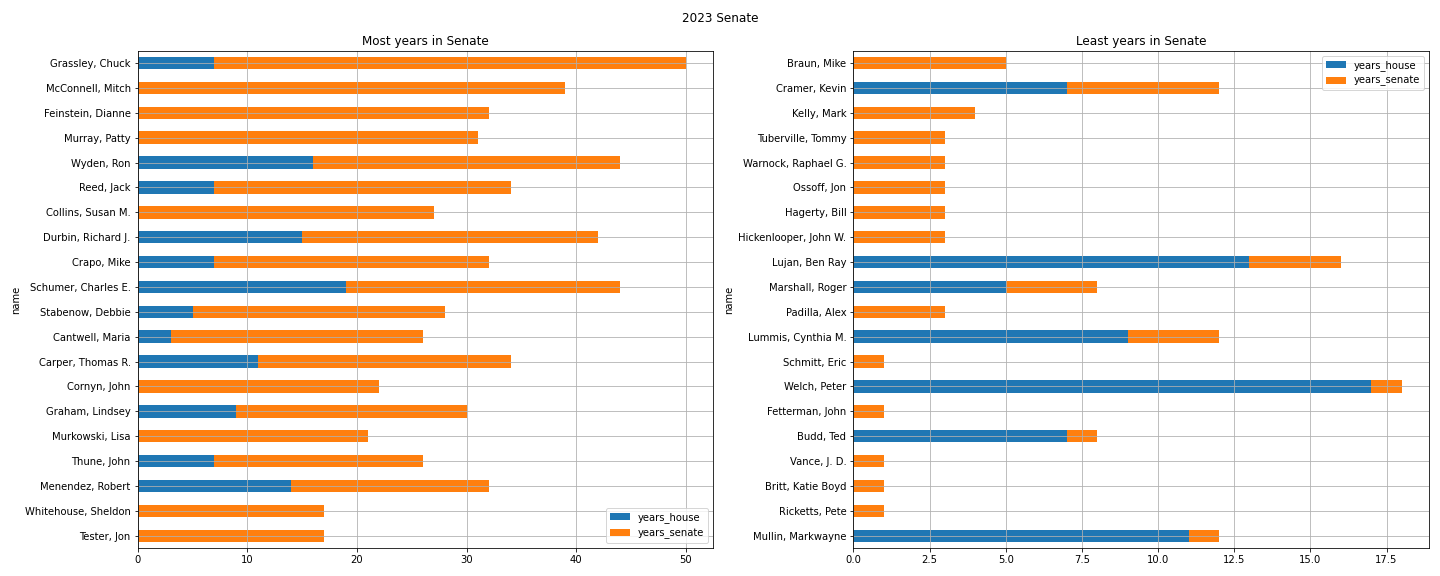 2023 Senate
Most years in Senate
name
Grassley, Chuck
McConnell, Mitch
Feinstein, Dianne
Murray, Patty
Wyden, Ron
Reed, Jack
Collins, Susan M.
Durbin, Richard J.
Crapo, Mike
Schumer, Charles E.
Stabenow, Debbie
Cantwell, Maria
Carper, Thomas R.
Cornyn, John
Graham, Lindsey
Murkowski, Lisa
Thune, John
Menendez, Robert
Whitehouse, Sheldon
Tester, Jon
years_house
years_senate
0 10 20 30 40 50
Least years in Senate
name
Braun, Mike
Cramer, Kevin
Kelly, Mark
Tuberville, Tommy
Warnock, Raphael G.
Ossoff, Jon
Hagerty, Bill
Hickenlooper, John W.
Lujan, Ben Ray
Marshall, Roger
Padilla, Alex
Lummis, Cynthia M.
Schmitt, Eric
Welch, Peter
Fetterman, John
Budd, Ted
Vance, J. D.
Britt, Katie Boyd
Ricketts, Pete
Mullin, Markwayne
years_house
years_senate
0.0 2.5 5.0 7.5 10.0 12.5 15.0 17.5